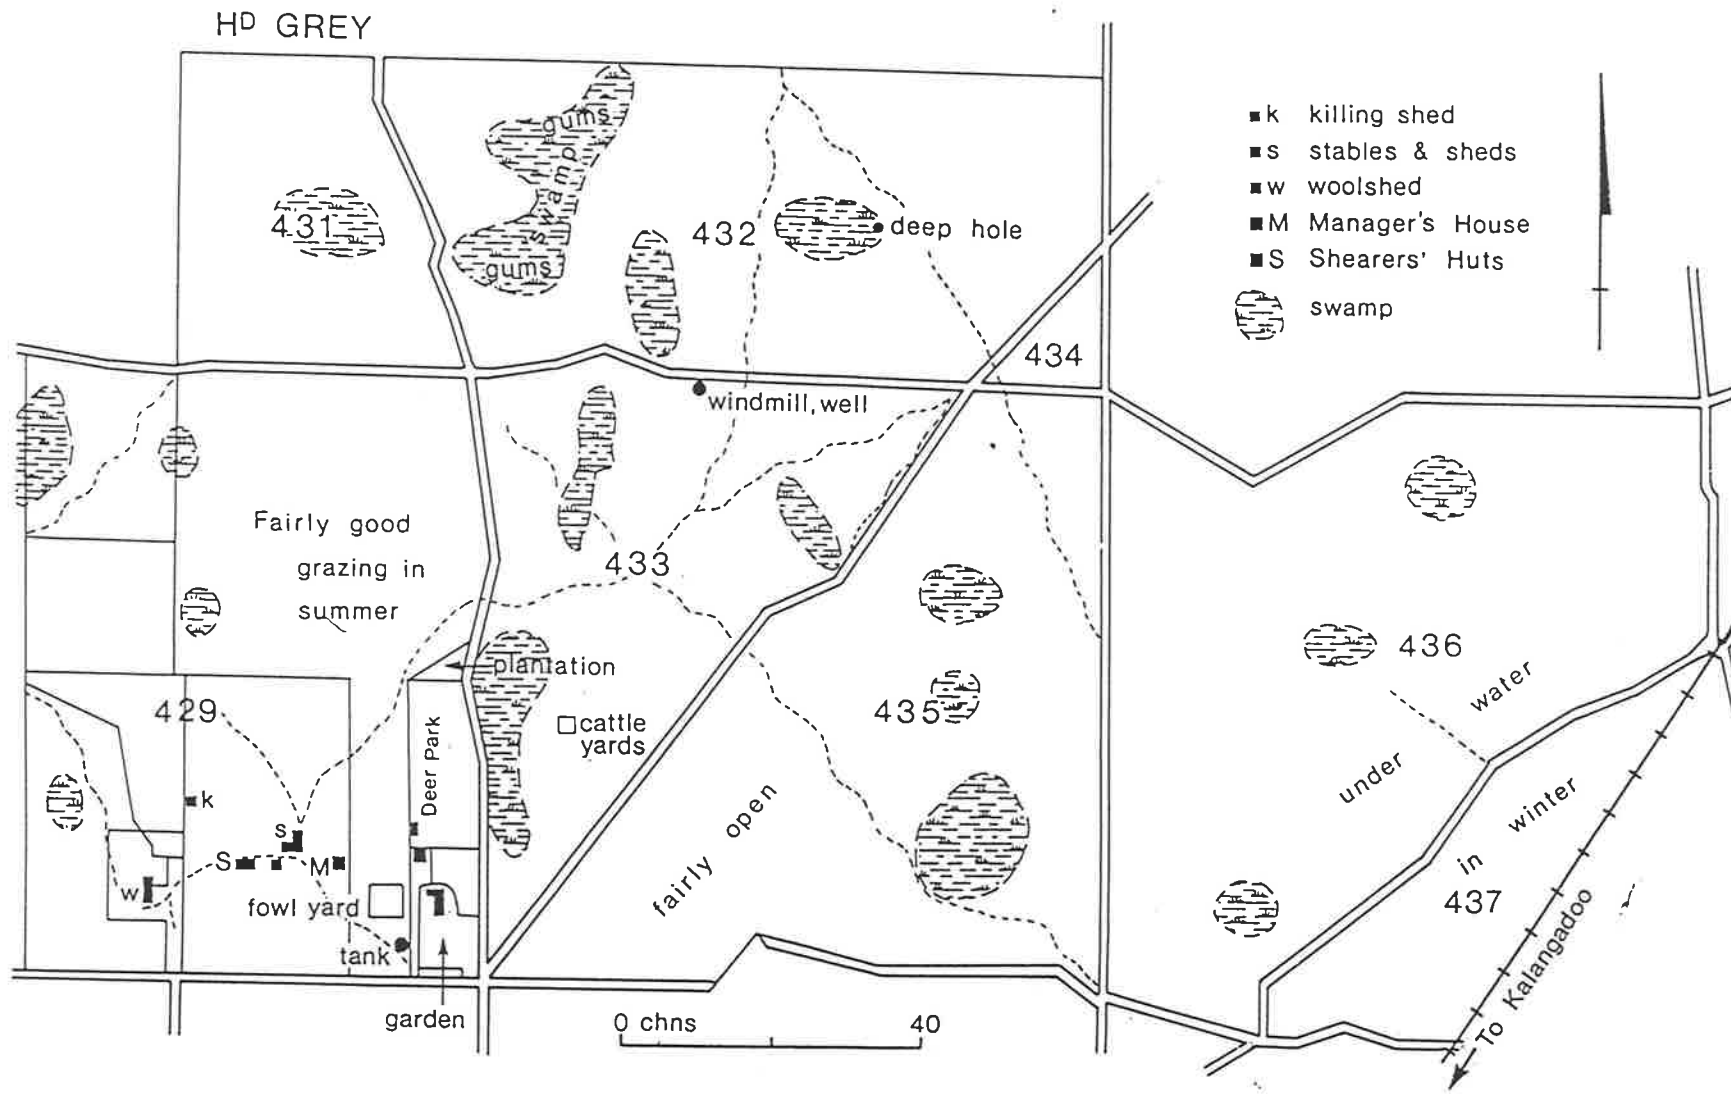 HD GREY
k killing shed
s stables & sheds
w woolshed
M Manager's House
S Shearers' Huts
swamp
gums
swamp
gums
431
432
deep hole
434
windmill, well
Fairly good
grazing in
summer
433
plantation
cattle
yards
Deer Park
429
k
s
S
M
w
fowl yard
tank
garden
435
fairly open
436
under water
in winter
437
To Kalangadoo
0 chns 40